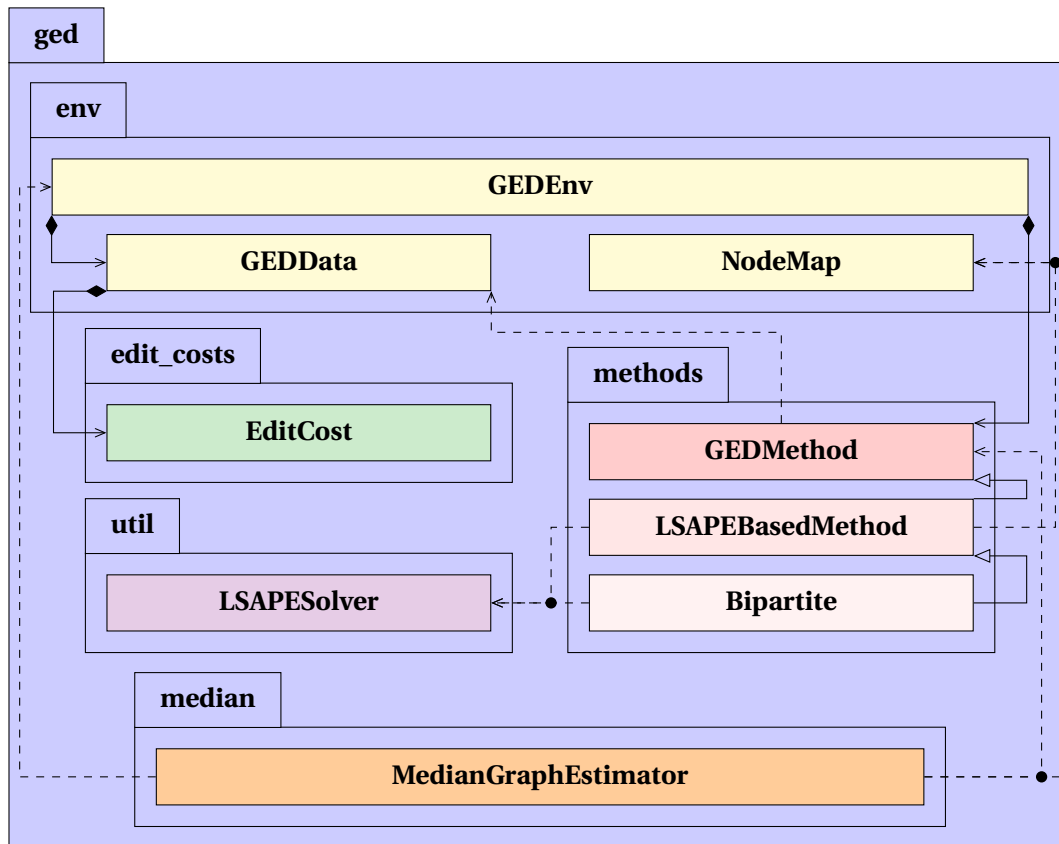 ged
env
GEDEnv
GEDData
NodeMap
edit_costs
EditCost
methods
GEDMethod
LSAPEBasedMethod
Bipartite
util
LSAPESolver
median
MedianGraphEstimator